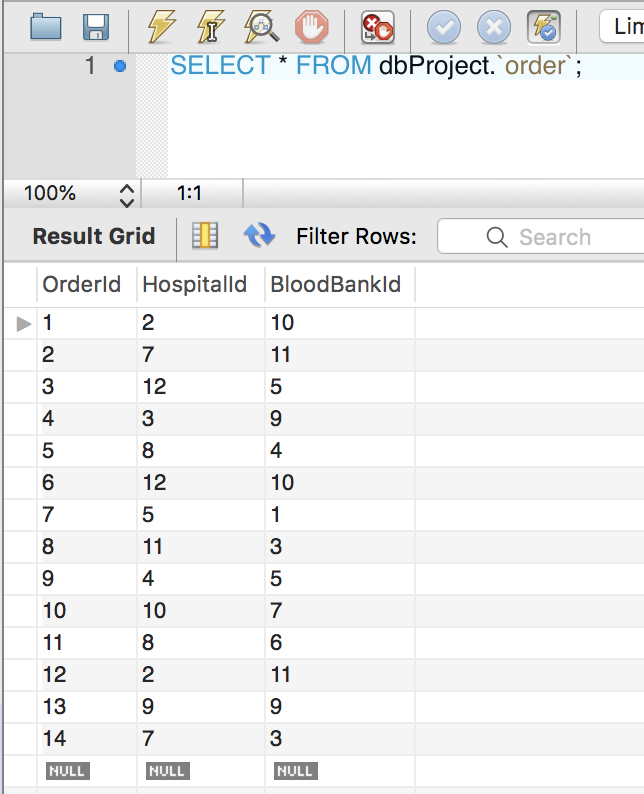 Lim
1 SELECT * FROM dbProject.`order`;
100% 1:1
Result Grid Filter Rows: Search
OrderId HospitalId BloodBankId
1 2 10
2 7 11
3 12 5
4 3 9
5 8 4
6 12 10
7 5 1
8 11 3
9 4 5
10 10 7
11 8 6
12 2 11
13 9 9
14 7 3
NULL NULL NULL